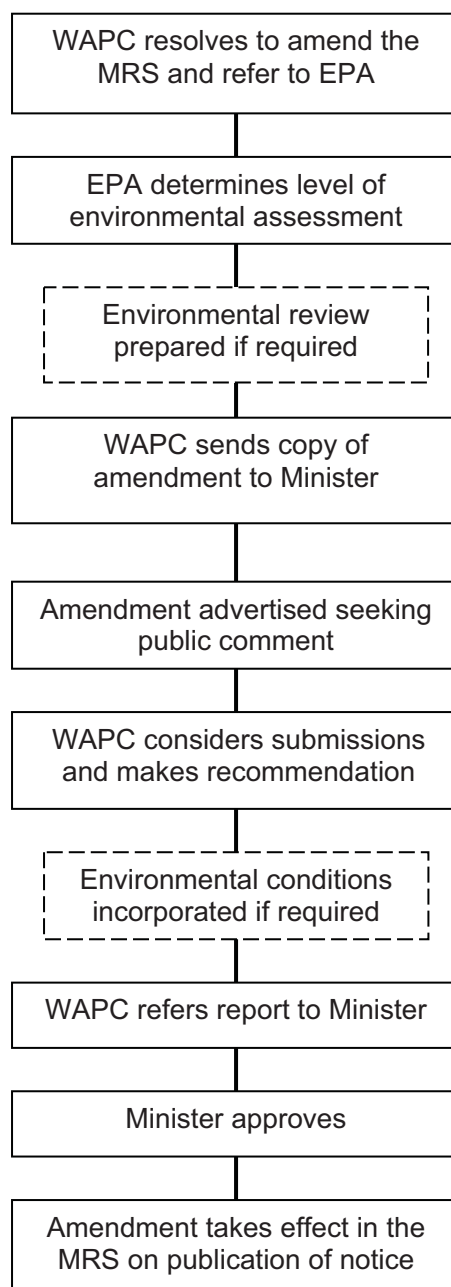 WAPC resolves to amend the
MRS and refer to EPA
EPA determines level of
environmental assessment
Environmental review
prepared if required
WAPC sends copy of
amendment to Minister
Amendment advertised seeking
public comment
WAPC considers submissions
and makes recommendation
Environmental conditions
incorporated if required
WAPC refers report to Minister
Minister approves
Amendment takes effect in the
MRS on publication of notice